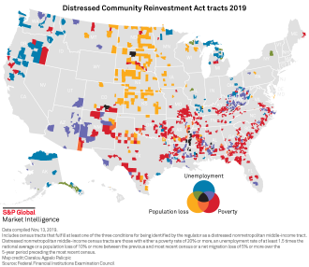 Distressed Community Reinvestment Act tracts 2019
Unemployment
Population loss
Poverty
S&P Global
Market Intelligence
Data compiled Nov. 13, 2019.
Includes census tracts that fulfill at least one of the three conditions for being identified by the regulator as a distressed nonmetropolitan middle-income tract.
Distressed nonmetropolitan middle-income census tracts are those with either a poverty rate of 20% or more, an unemployment rate of at least 1.5 times the
national average or a population loss of 10% or more between the previous and most recent census or a net migration loss of 5% or more over the
5-year period preceding the most recent census.
Map credit: Ciaralou Agpalo Palicpic
Source: Federal Financial Institutions Examination Council